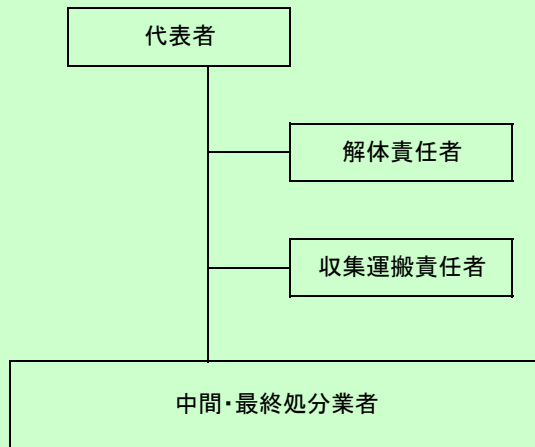 代表者
解体責任者
収集運搬責任者
中間・最終処分業者